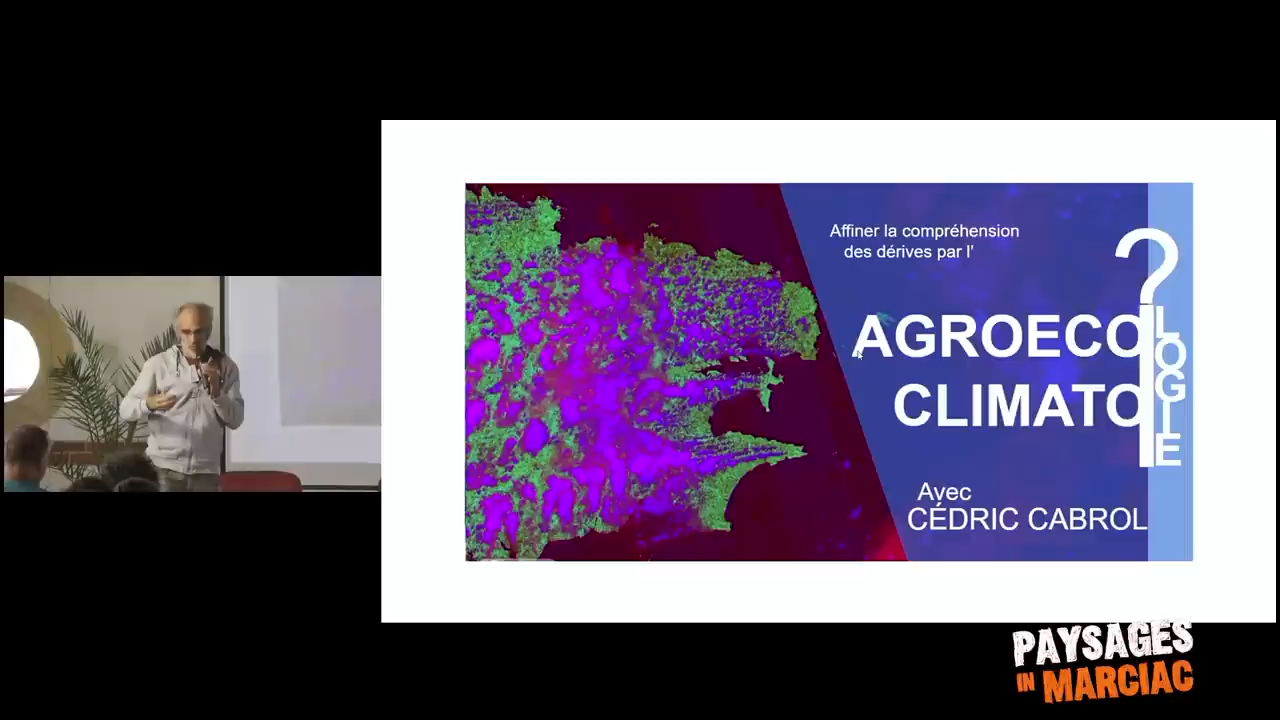 Affiner la compréhension
des dérives par l'
?
AGROECO
LOGIE
CLIMATO
Avec
CÉDRIC CABROL
PAYSAGES
IN MARCIAC